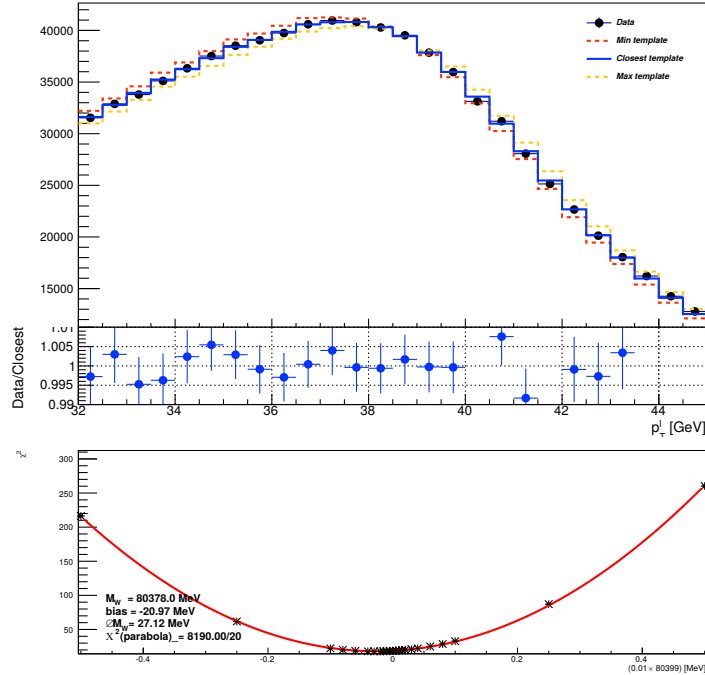 40000
35000
30000
25000
20000
15000
Data
Min template
Closest template
Max template
Data/Closest
1.01
1.005
1
0.995
0.99
32 34 36 38 40 42 44
p_T^l [GeV]
χ²
300
250
200
150
100
50
M_W = 80378.0 MeV
bias = -20.97 MeV
∅M_W = 27.12 MeV
χ²(parabola)_= 8190.00/20
-0.4 -0.2 0 0.2 0.4
(0.01 × 80399) [MeV]